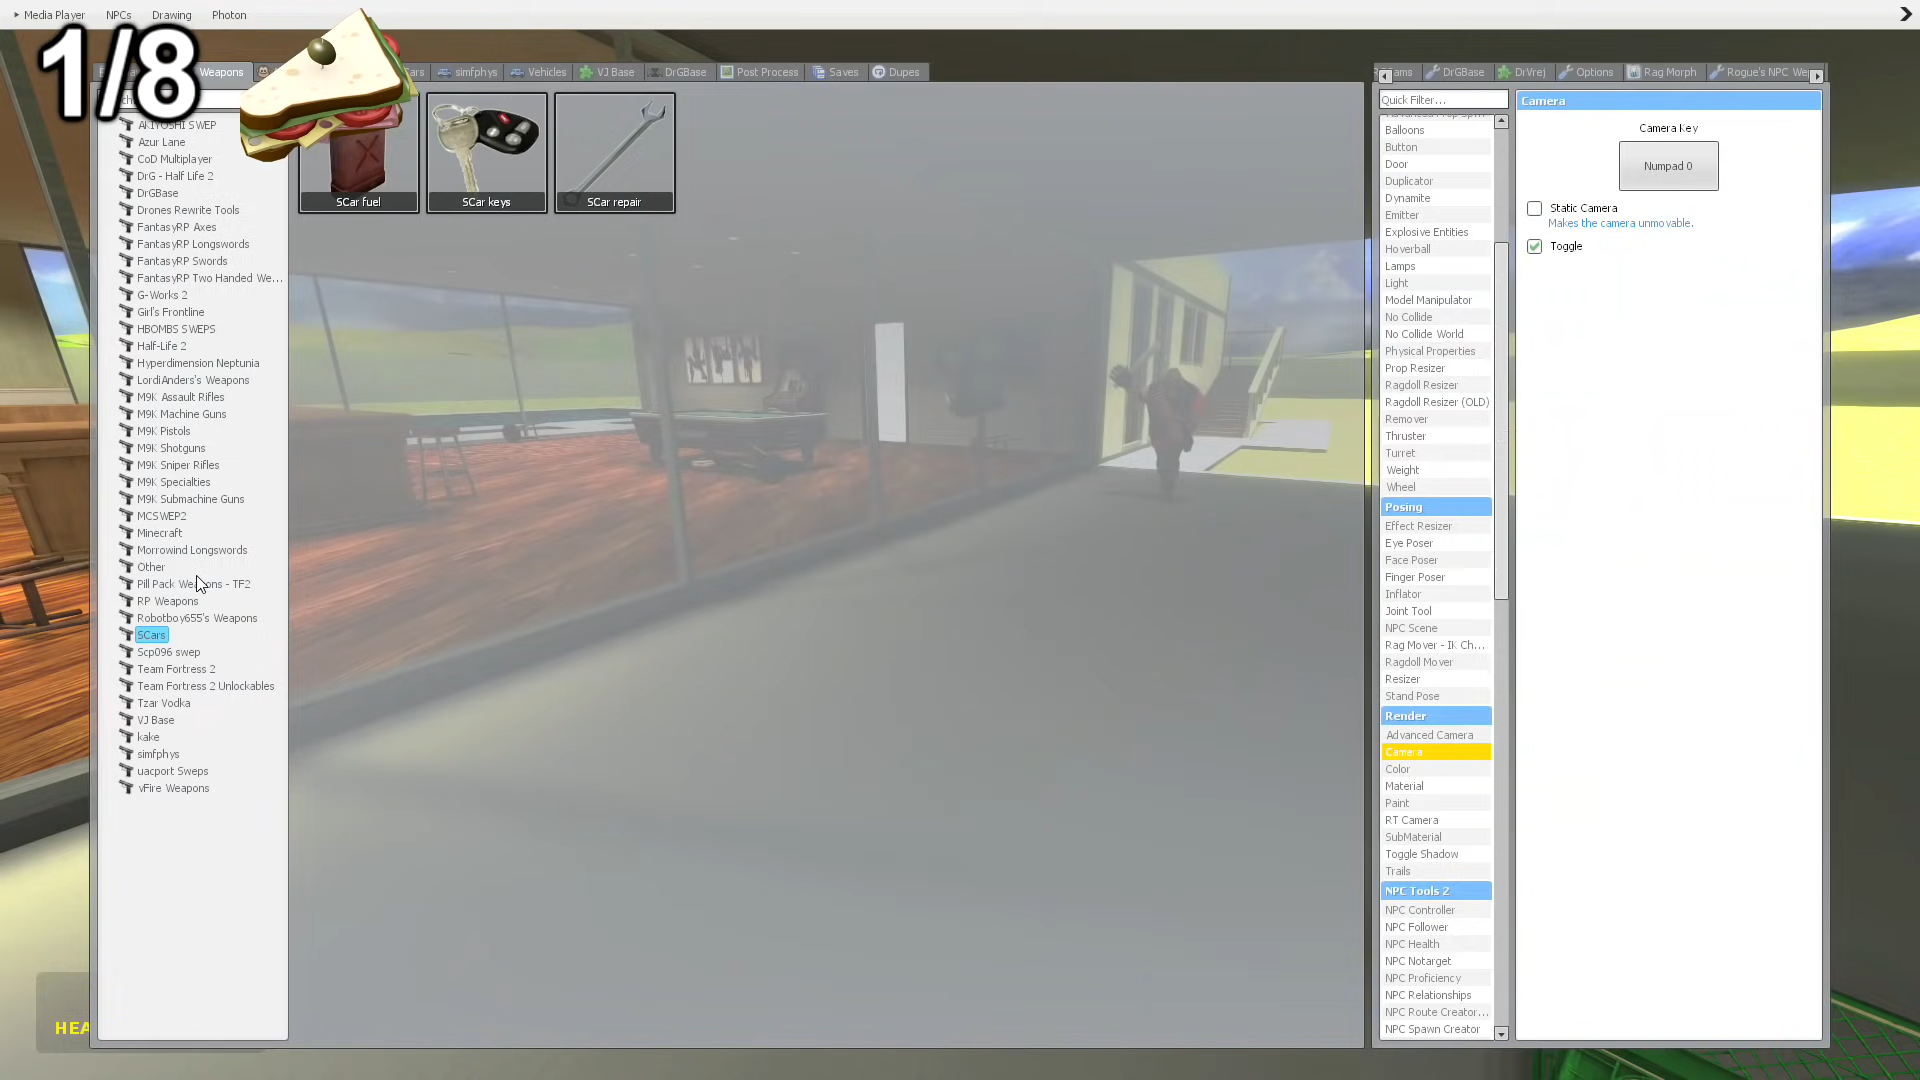 Media Player NPCs Drawing Photon
1/8
Weapons
simfphys Vehicles VJ Base DrGBase Post Process Saves Dupes
DrGBase DrVrej Options Rag Morph Rogue's NPC We
AKIYOSHI SWEP
Azur Lane
CoD Multiplayer
DrG - Half Life 2
DrGBase
Drones Rewrite Tools
FantasyRP Axes
FantasyRP Longswords
FantasyRP Swords
FantasyRP Two Handed We...
G-Works 2
Girl's Frontline
HBOMBS SWEPS
Half-Life 2
Hyperdimension Neptunia
LordiAnders's Weapons
M9K Assault Rifles
M9K Machine Guns
M9K Pistols
M9K Shotguns
M9K Sniper Rifles
M9K Specialties
M9K Submachine Guns
MCSWEP2
Minecraft
Morrowind Longswords
Other
Pill Pack Weapons - TF2
RP Weapons
Robotboy655's Weapons
SCars
Scp096 swep
Team Fortress 2
Team Fortress 2 Unlockables
Tzar Vodka
VJ Base
kake
simfphys
uacport Sweps
vFire Weapons
SCar fuel
SCar keys
SCar repair
Quick Filter...
Balloons
Button
Door
Duplicator
Dynamite
Emitter
Explosive Entities
Hoverball
Lamps
Light
Model Manipulator
No Collide
No Collide World
Physical Properties
Prop Resizer
Ragdoll Resizer
Ragdoll Resizer (OLD)
Remover
Thruster
Turret
Weight
Wheel
Posing
Effect Resizer
Eye Poser
Face Poser
Finger Poser
Inflator
Joint Tool
NPC Scene
Rag Mover - IK Ch...
Ragdoll Mover
Resizer
Stand Pose
Render
Advanced Camera
Camera
Color
Material
Paint
RT Camera
SubMaterial
Toggle Shadow
Trails
NPC Tools 2
NPC Controller
NPC Follower
NPC Health
NPC Notarget
NPC Proficiency
NPC Relationships
NPC Route Creator...
NPC Spawn Creator
Camera
Camera Key
Numpad 0
Static Camera
Makes the camera unmovable.
Toggle
HEA